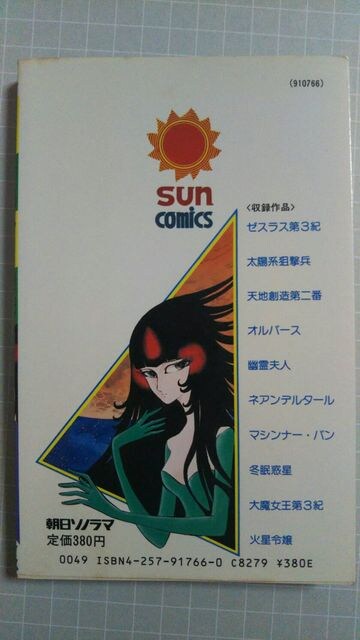 (910766)
sun
comics
<収録作品>
ゼスラス第3紀
太陽系狙撃兵
天地創造第二番
オルバース
幽霊夫人
ネアンデルタール
マシンナー・バン
冬眠惑星
大魔女王第3紀
火星令嬢
朝日ソノラマ
定価380円
0049 ISBN4-257-91766-0 C8279 ¥380E